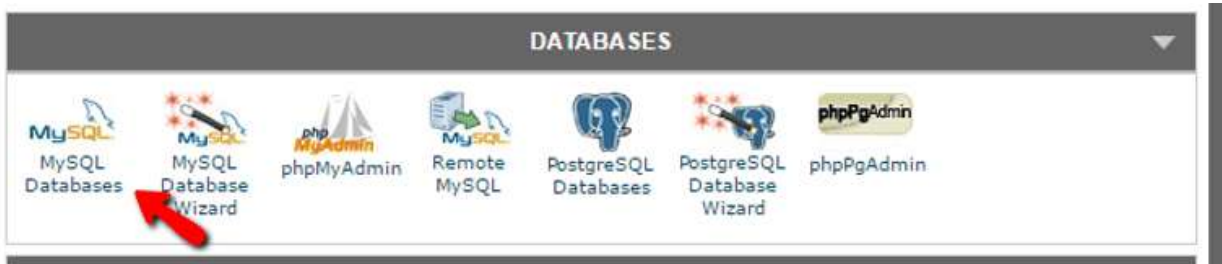 DATABASES
MySQL
MySQL
Databases
MySQL
MySQL
Database
Wizard
php
MyAdmin
phpMyAdmin
MySQL
Remote
MySQL
PostgreSQL
Databases
PostgreSQL
Database
Wizard
phpPgAdmin
phpPgAdmin